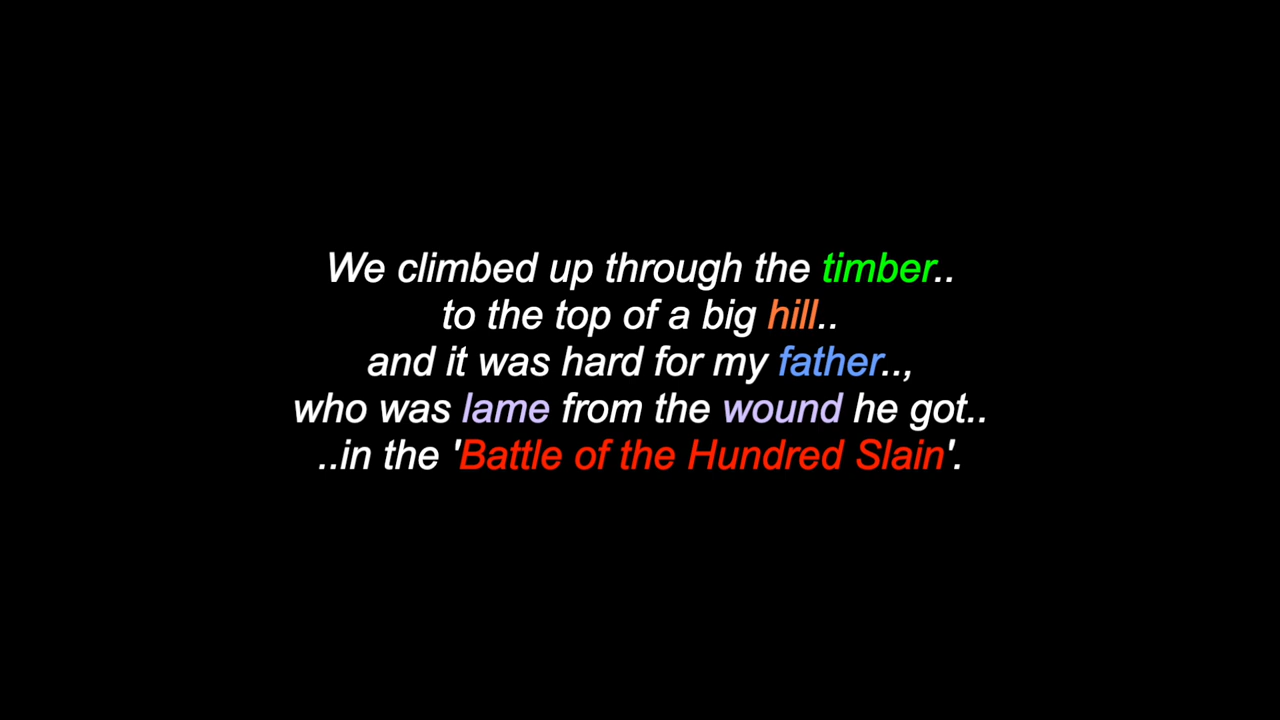 We climbed up through the timber..
to the top of a big hill..
and it was hard for my father..,
who was lame from the wound he got..
..in the 'Battle of the Hundred Slain'.